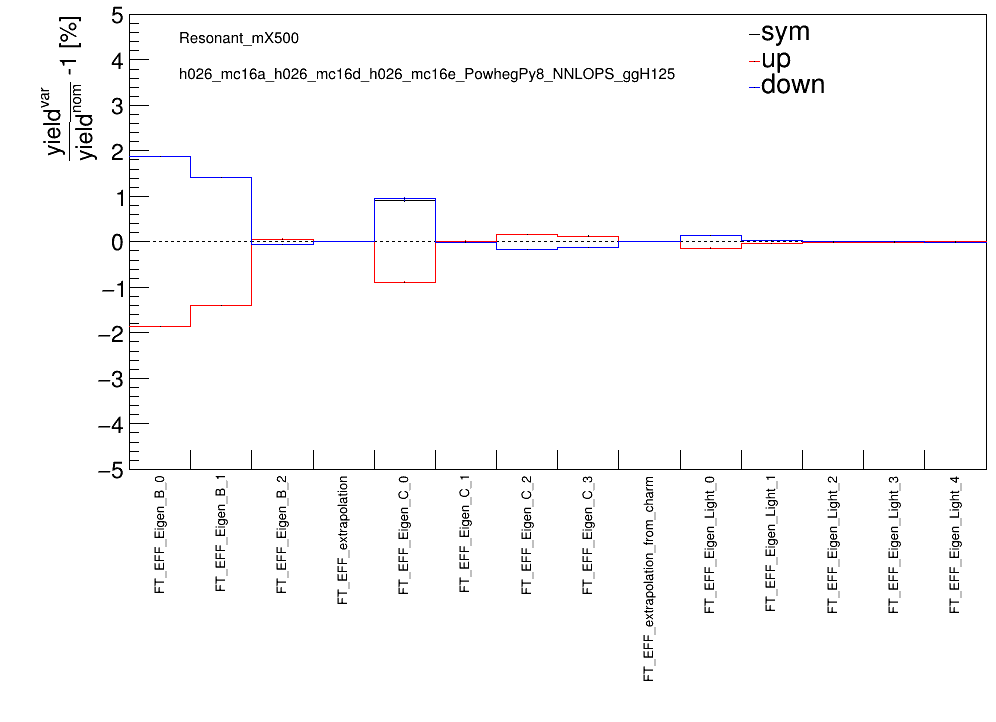 yield^var / yield^nom -1 [%]
5
4
3
2
1
0
−1
−2
−3
−4
−5
Resonant_mX500
h026_mc16a_h026_mc16d_h026_mc16e_PowhegPy8_NNLOPS_ggH125
sym
up
down
FT_EFF_Eigen_B_0
FT_EFF_Eigen_B_1
FT_EFF_Eigen_B_2
FT_EFF_extrapolation
FT_EFF_Eigen_C_0
FT_EFF_Eigen_C_1
FT_EFF_Eigen_C_2
FT_EFF_Eigen_C_3
FT_EFF_extrapolation_from_charm
FT_EFF_Eigen_Light_0
FT_EFF_Eigen_Light_1
FT_EFF_Eigen_Light_2
FT_EFF_Eigen_Light_3
FT_EFF_Eigen_Light_4